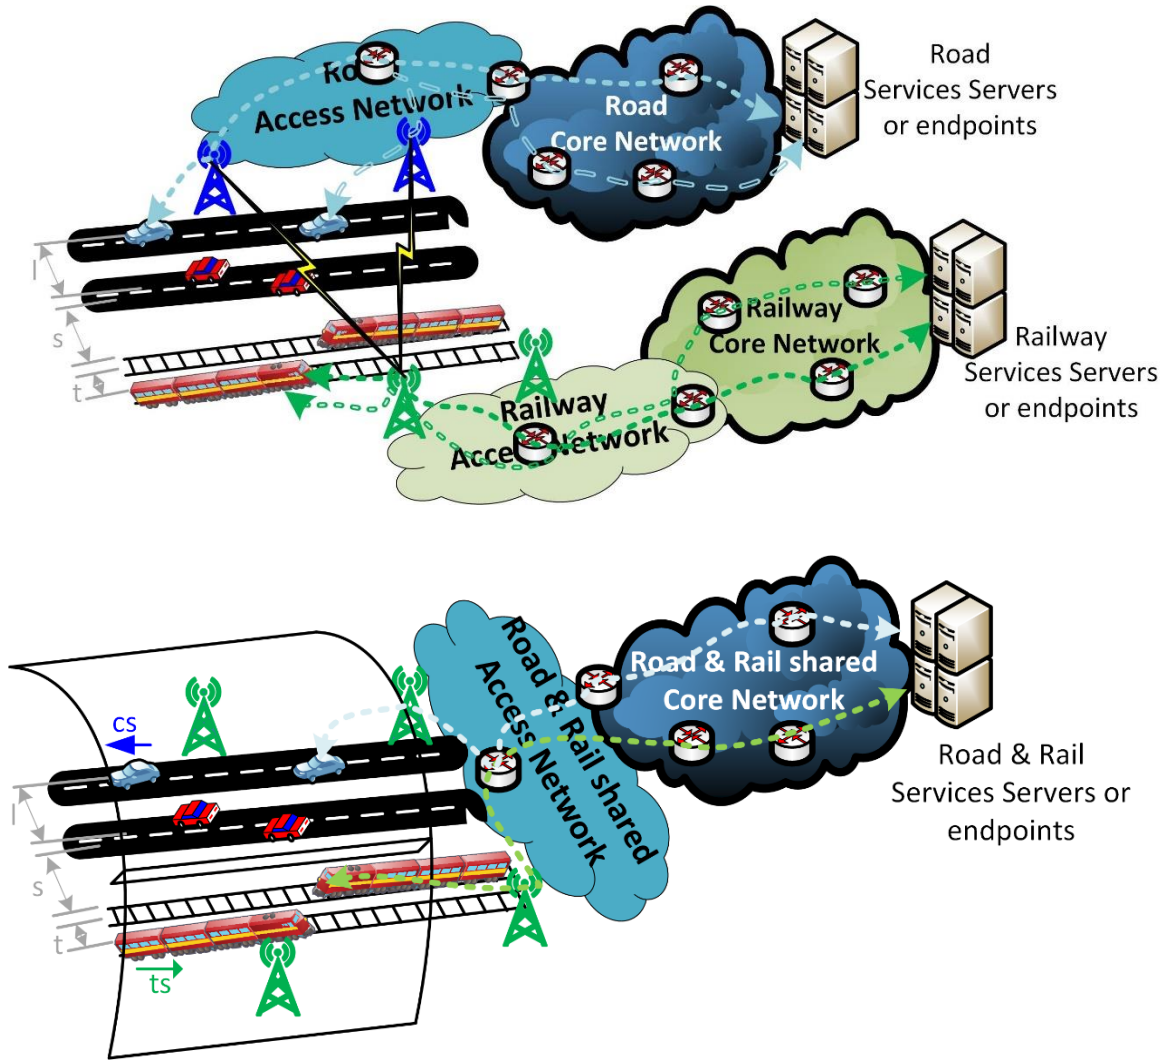 Road
Services Servers
or endpoints
Access Network
Road
Core Network
l
s
t
Railway
Core Network
Railway
Services Servers
or endpoints
Railway
Network
Road & Rail shared
Access Network
Road & Rail shared
Core Network
cs
l
s
t
ts
Road & Rail
Services Servers or
endpoints